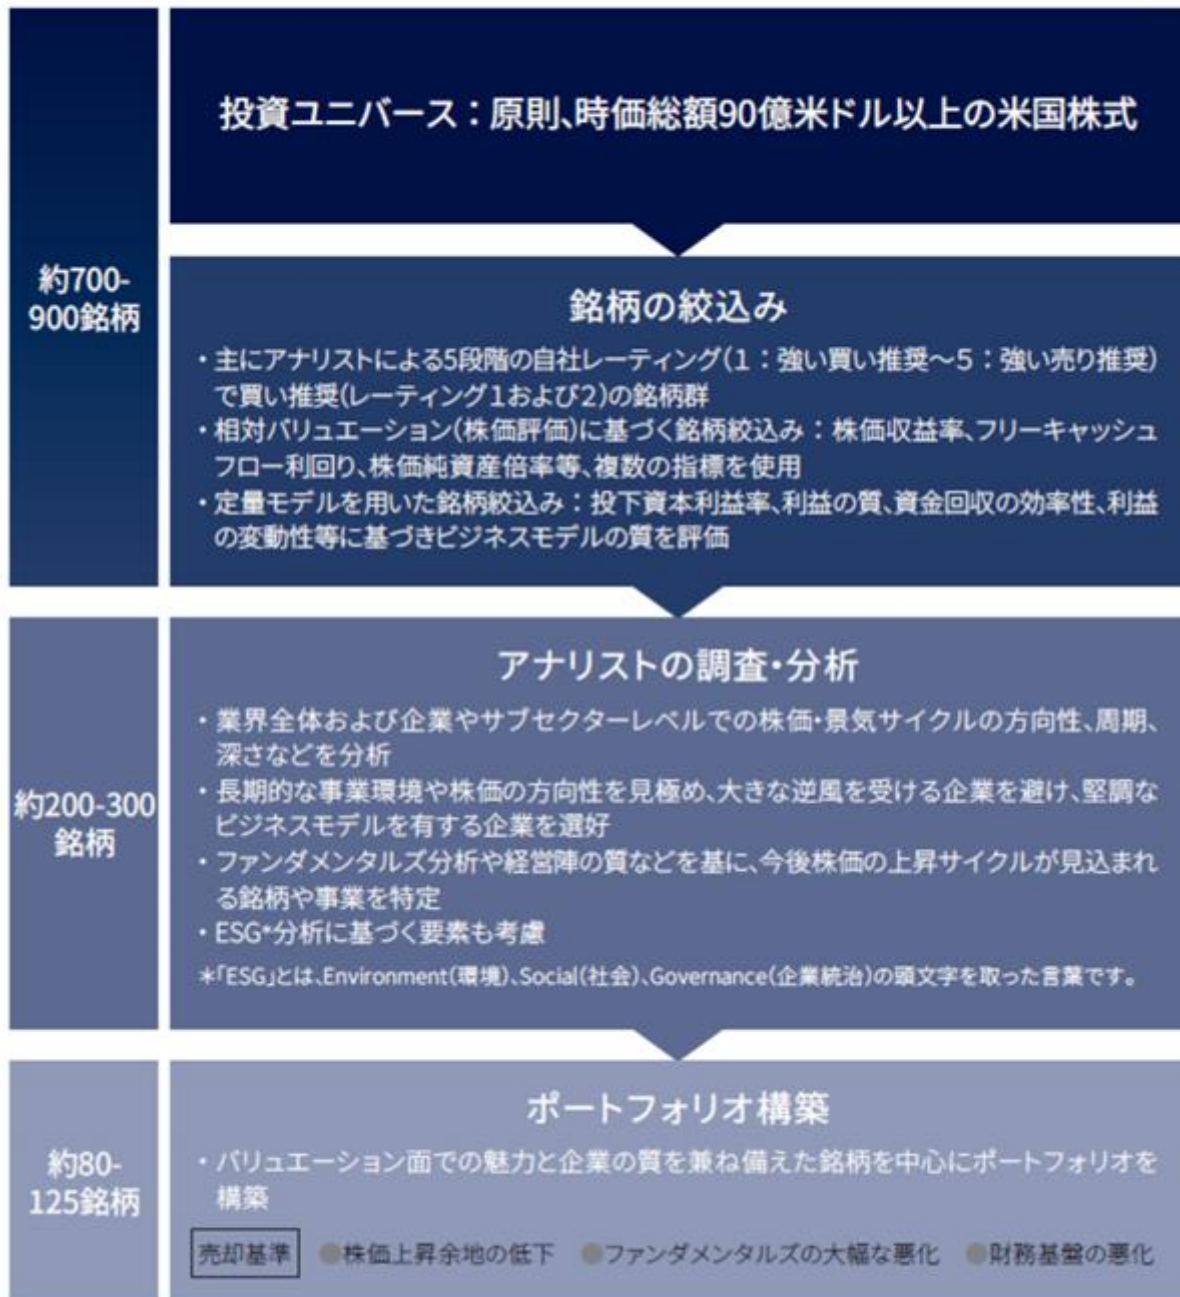 投資ユニバース：原則、時価総額90億米ドル以上の米国株式
約700-
900銘柄
銘柄の絞込み
・主にアナリストによる5段階の自社レーティング(１：強い買い推奨～５：強い売り推奨)
で買い推奨(レーティング１および２)の銘柄群
・相対バリュエーション(株価評価)に基づく銘柄絞込み：株価収益率、フリーキャッシュ
フロー利回り、株価純資産倍率等、複数の指標を使用
・定量モデルを用いた銘柄絞込み：投下資本利益率、利益の質、資金回収の効率性、利益
の変動性等に基づきビジネスモデルの質を評価
約200-300
銘柄
アナリストの調査・分析
・業界全体および企業やサブセクターレベルでの株価・景気サイクルの方向性、周期、
深さなどを分析
・長期的な事業環境や株価の方向性を見極め、大きな逆風を受ける企業を避け、堅調な
ビジネスモデルを有する企業を選好
・ファンダメンタルズ分析や経営陣の質などを基に、今後株価の上昇サイクルが見込まれ
る銘柄や事業を特定
・ESG*分析に基づく要素も考慮
＊「ESG」とは、Environment(環境)、Social(社会)、Governance(企業統治)の頭文字を取った言葉です。
約80-
125銘柄
ポートフォリオ構築
・バリュエーション面での魅力と企業の質を兼ね備えた銘柄を中心にポートフォリオを
構築
売却基準 ●株価上昇余地の低下 ●ファンダメンタルズの大幅な悪化 ●財務基盤の悪化